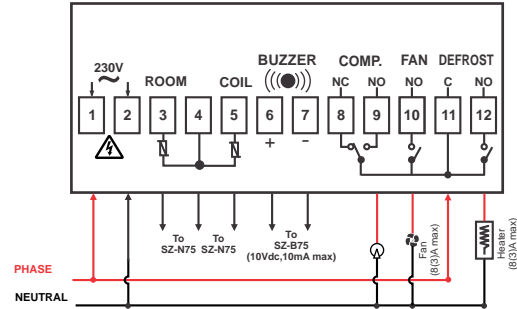 230V
ROOM
COIL
BUZZER
COMP.
FAN
DEFROST
NC
NO
NO
C
NO
1
2
3
4
5
6
7
8
9
10
11
12
+
-
To
SZ-N75
To
SZ-N75
To
SZ-B75
(10Vdc,10mA max)
Fan
(8(3)A max)
Heater
(8(3)A max)
PHASE
NEUTRAL